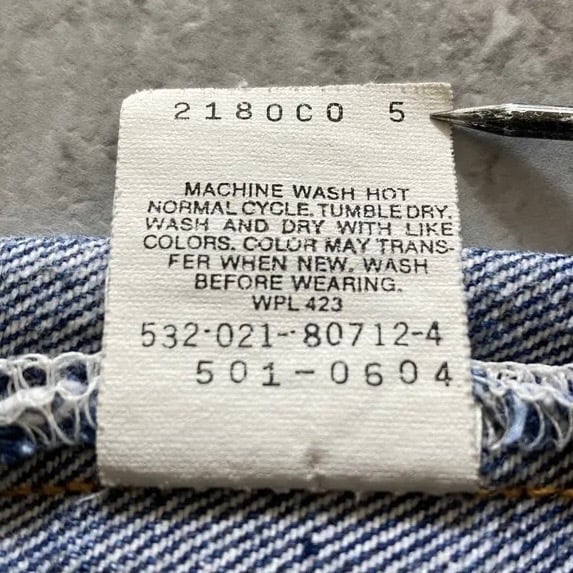 2180C0 5
MACHINE WASH HOT
NORMAL CYCLE. TUMBLE DRY.
WASH AND DRY WITH LIKE
COLORS. COLOR MAY TRANS-
FER WHEN NEW. WASH
BEFORE WEARING.
WPL 423
532-021--80712-4
501-0604